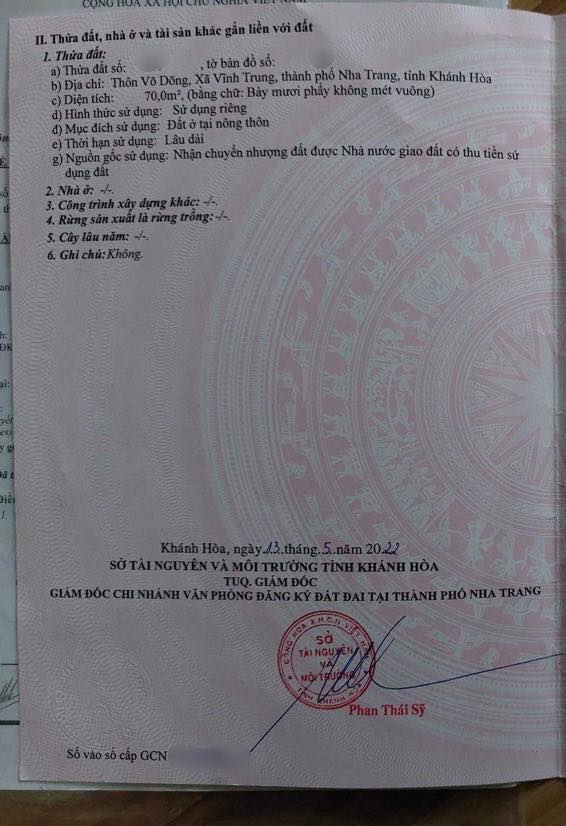 CỘNG HÒA XÃ HỘI CHỦ NGHĨA VIỆT NAM
II. Thửa đất, nhà ở và tài sản khác gắn liền với đất
1. Thửa đất:
a) Thửa đất số: , tờ bản đồ số:
b) Địa chỉ: Thôn Võ Dõng, Xã Vĩnh Trung, thành phố Nha Trang, tỉnh Khánh Hòa
c) Diện tích: 70,0m², (bằng chữ: Bảy mươi phẩy không mét vuông)
d) Hình thức sử dụng: Sử dụng riêng
đ) Mục đích sử dụng: Đất ở tại nông thôn
e) Thời hạn sử dụng: Lâu dài
g) Nguồn gốc sử dụng: Nhận chuyển nhượng đất được Nhà nước giao đất có thu tiền sử
dụng đất
2. Nhà ở: -/-.
3. Công trình xây dựng khác: -/-.
4. Rừng sản xuất là rừng trồng: -/-.
5. Cây lâu năm: -/-.
6. Ghi chú: Không.
Khánh Hòa, ngày 13 tháng 5 năm 2022
SỞ TÀI NGUYÊN VÀ MÔI TRƯỜNG TỈNH KHÁNH HÒA
TUQ. GIÁM ĐỐC
GIÁM ĐỐC CHI NHÁNH VĂN PHÒNG ĐĂNG KÝ ĐẤT ĐAI TẠI THÀNH PHỐ NHA TRANG
CỘNG HÒA X.H.C.N VIỆT NAM
SỞ
TÀI NGUYÊN
VÀ
MÔI TRƯỜNG
TỈNH KHÁNH HÒA
Phan Thái Sỹ
Số vào sổ cấp GCN